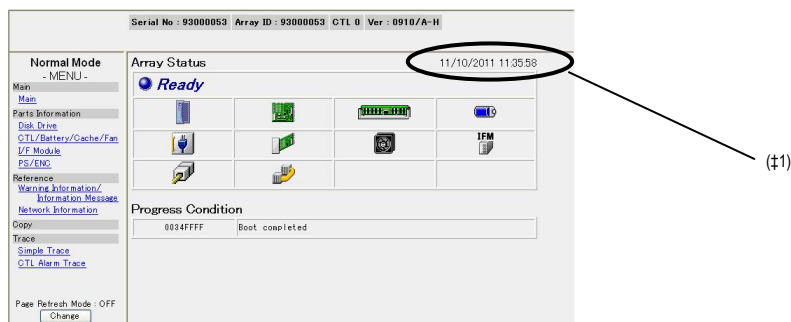 Serial No : 93000053 Array ID : 93000053 CTL 0 Ver : 0910/A-H
Normal Mode
- MENU -
Main
Main
Parts Information
Disk Drive
CTL/Battery/Cache/Fan
I/F Module
PS/ENC
Reference
Warning Information/
Information Message
Network Information
Copy
Trace
Simple Trace
CTL Alarm Trace
Page Refresh Mode : OFF
Change
Array Status
11/10/2011 11:35:58
Ready
IFM
Progress Condition
0034FFFF Boot completed
(‡1)